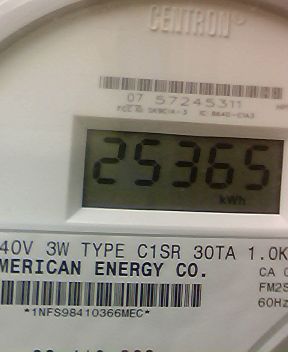 CENTRON
07 57245311
25365
kWh
40V 3W TYPE C1SR 30TA 1.0K
MERICAN ENERGY CO.
CA 0
FM2S
60Hz
*1NFS98410366MEC*